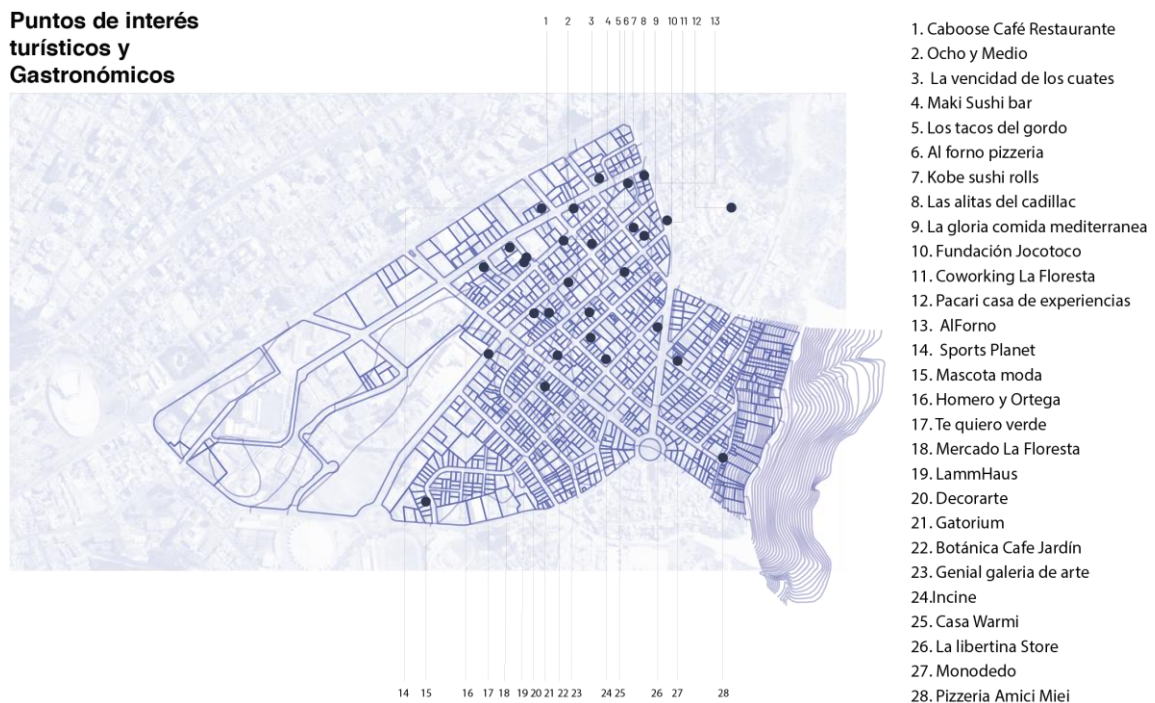 Puntos de interés
turísticos y
Gastronómicos
1 2 3 4 5 6 7 8 9 10 11 12 13
1. Caboose Café Restaurante
2. Ocho y Medio
3. La vencidad de los cuates
4. Maki Sushi bar
5. Los tacos del gordo
6. Al forno pizzeria
7. Kobe sushi rolls
8. Las alitas del cadillac
9. La gloria comida mediterranea
10. Fundación Jocotoco
11. Coworking La Floresta
12. Pacari casa de experiencias
13. AlForno
14. Sports Planet
15. Mascota moda
16. Homero y Ortega
17. Te quiero verde
18. Mercado La Floresta
19. LammHaus
20. Decorarte
21. Gatorium
22. Botánica Cafe Jardín
23. Genial galeria de arte
24.Incine
25. Casa Warmi
26. La libertina Store
27. Monodedo
28. Pizzeria Amici Miei
14 15 16 17 18 19 20 21 22 23 24 25 26 27 28